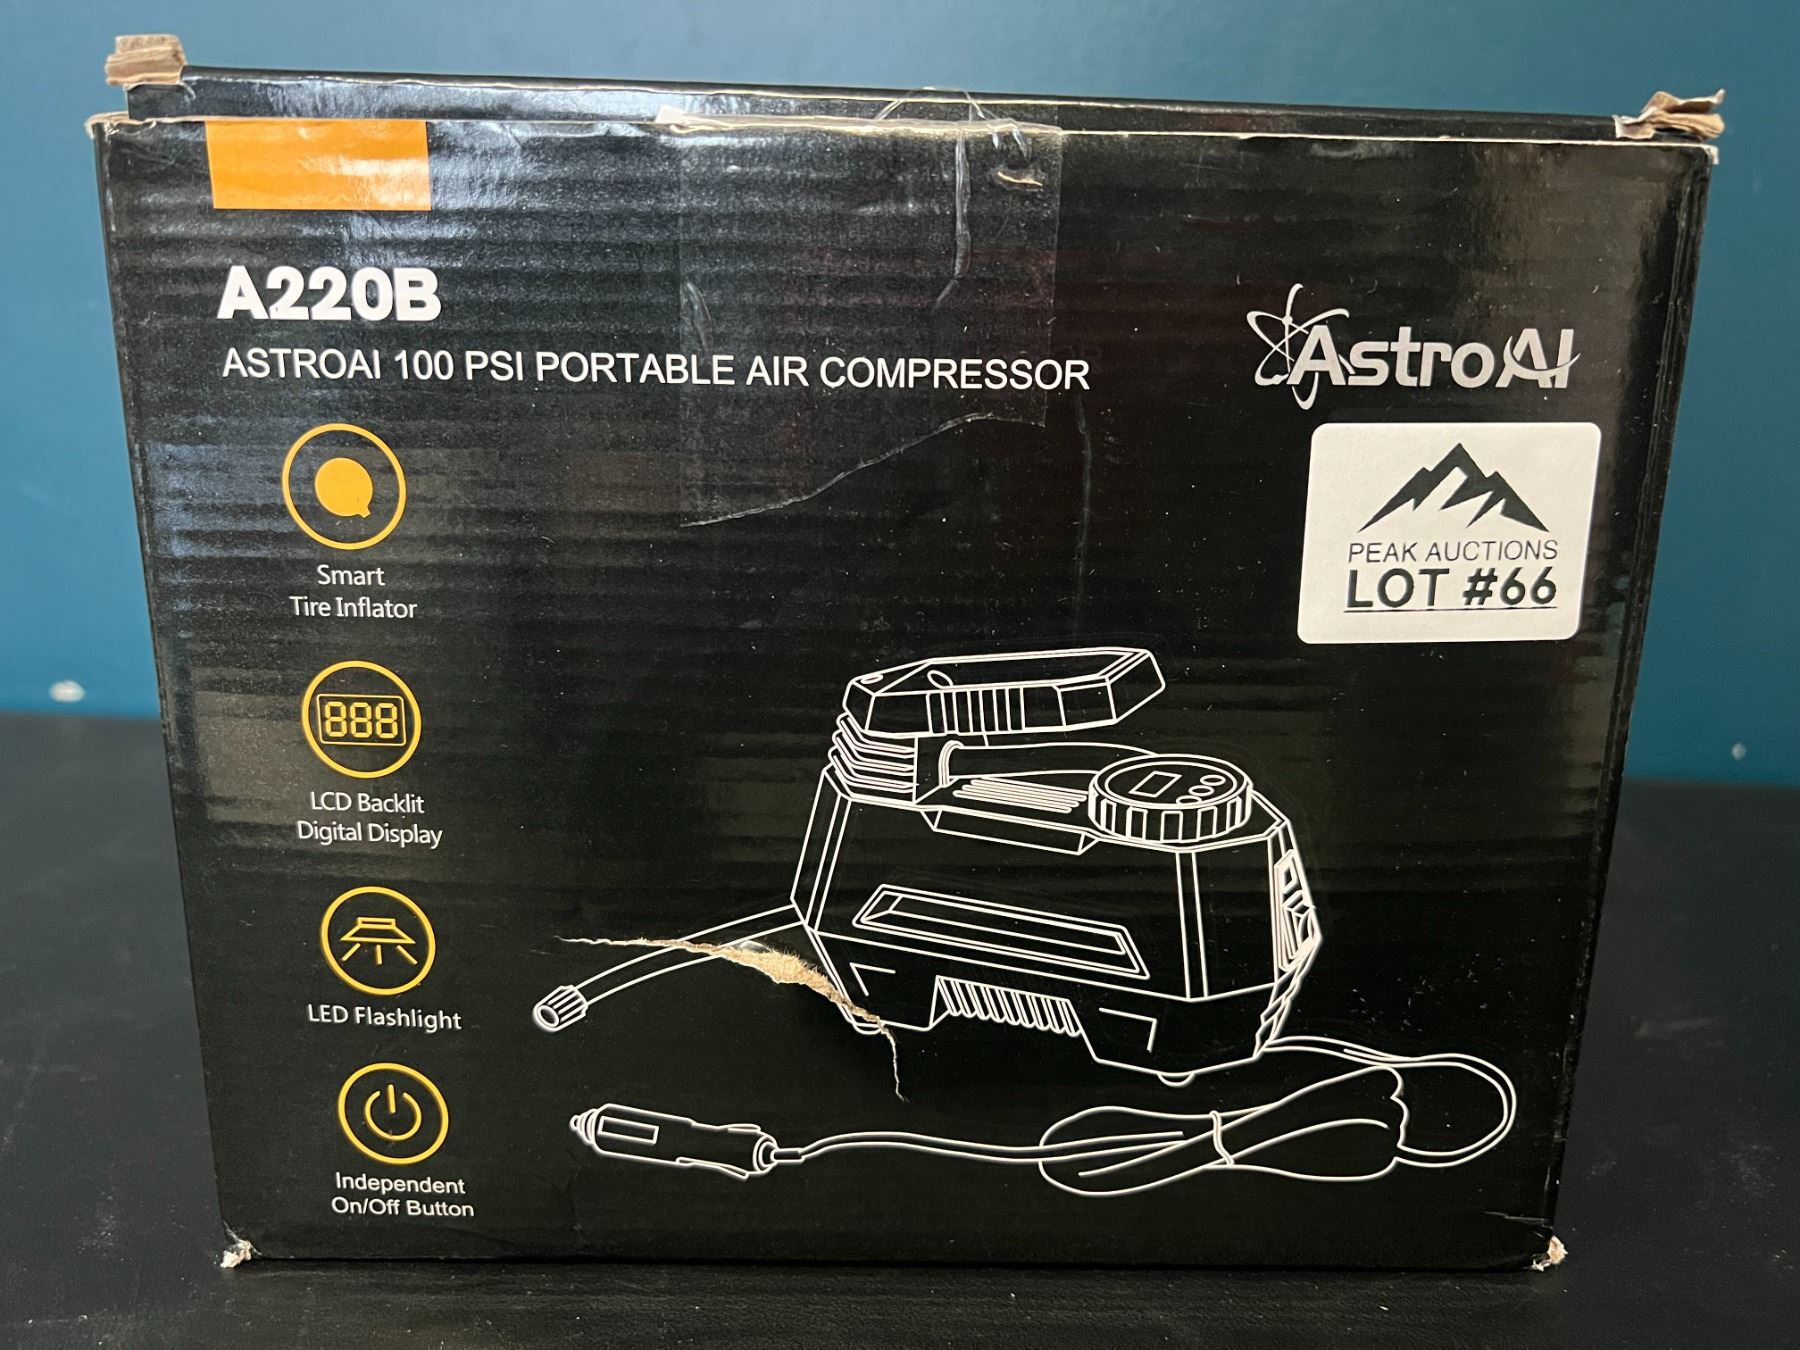 A220B
ASTROAI 100 PSI PORTABLE AIR COMPRESSOR
AstroAI
PEAK AUCTIONS
LOT #66
Smart
Tire Inflator
888
LCD Backlit
Digital Display
LED Flashlight
Independent
On/Off Button